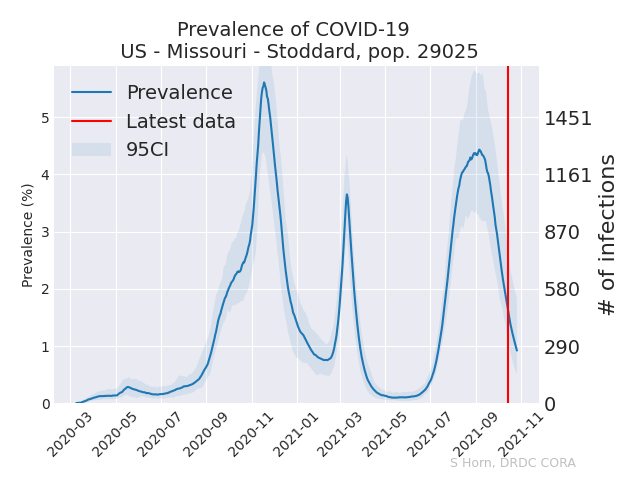 Prevalence of COVID-19
US - Missouri - Stoddard, pop. 29025
Prevalence
Latest data
95CI
Prevalence (%)
5
4
3
2
1
0
1451
1161
870
580
290
0
# of infections
2020-03
2020-05
2020-07
2020-09
2020-11
2021-01
2021-03
2021-05
2021-07
2021-09
2021-11
S Horn, DRDC CORA